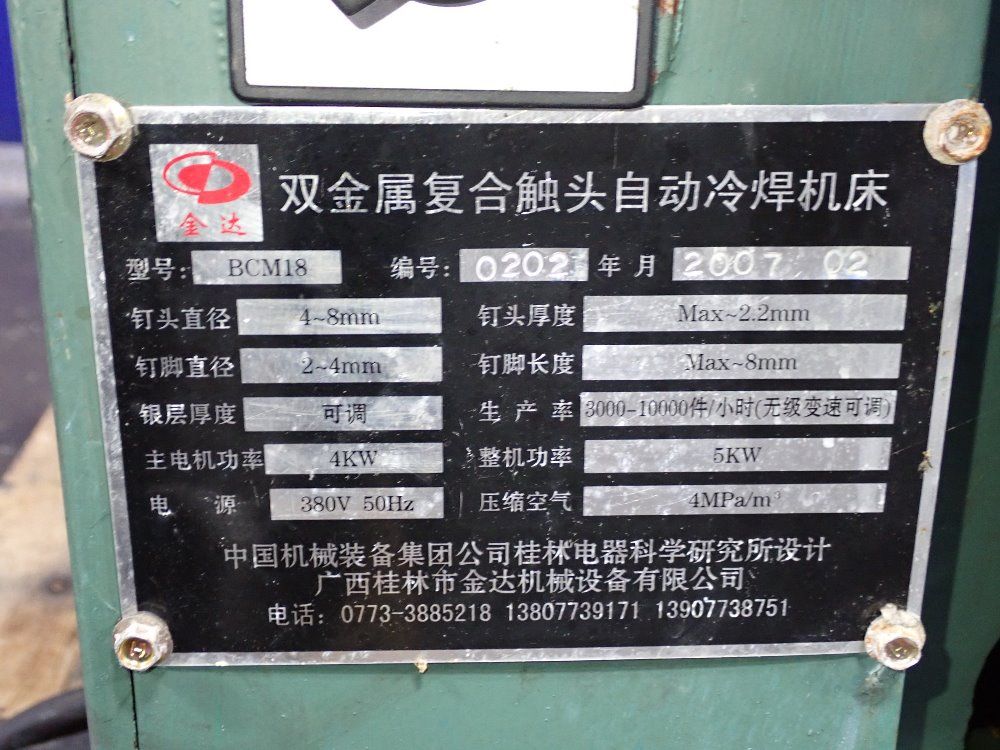 金达
双金属复合触头自动冷焊机床
型号: BCM18 编号: 0202 年 月 2007 02
钉头直径 4~8mm 钉头厚度 Max~2.2mm
钉脚直径 2~4mm 钉脚长度 Max~8mm
银层厚度 可调 生产率 3000-10000件/小时(无级变速可调)
主电机功率 4KW 整机功率 5KW
电源 380V 50Hz 压缩空气 4MPa/m³
中国机械装备集团公司桂林电器科学研究所设计
广西桂林市金达机械设备有限公司
电话: 0773-3885218 13807739171 13907738751